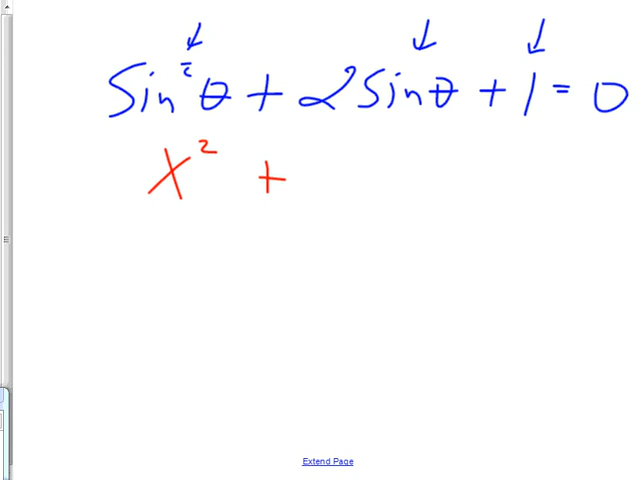 Sin²θ + 2Sinθ + 1 = 0
X² +
Extend Page